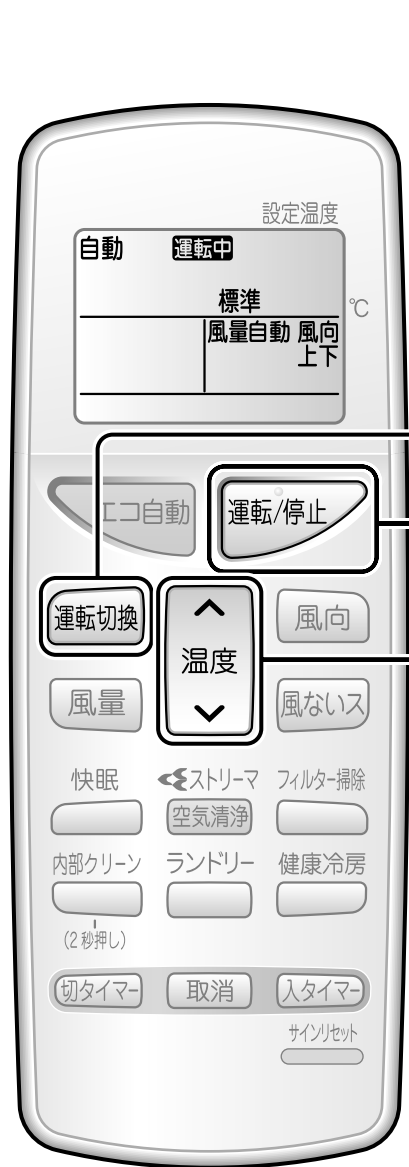 設定温度
自動 運転中
標準
℃
風量自動 風向
上下
エコ自動 運転/停止
運転切換 温度 風向
風量 風ないス
快眠 ストリーマ フィルター掃除
空気清浄
内部クリーン ランドリー 健康冷房
(2秒押し)
切タイマー 取消 入タイマー
サインリセット